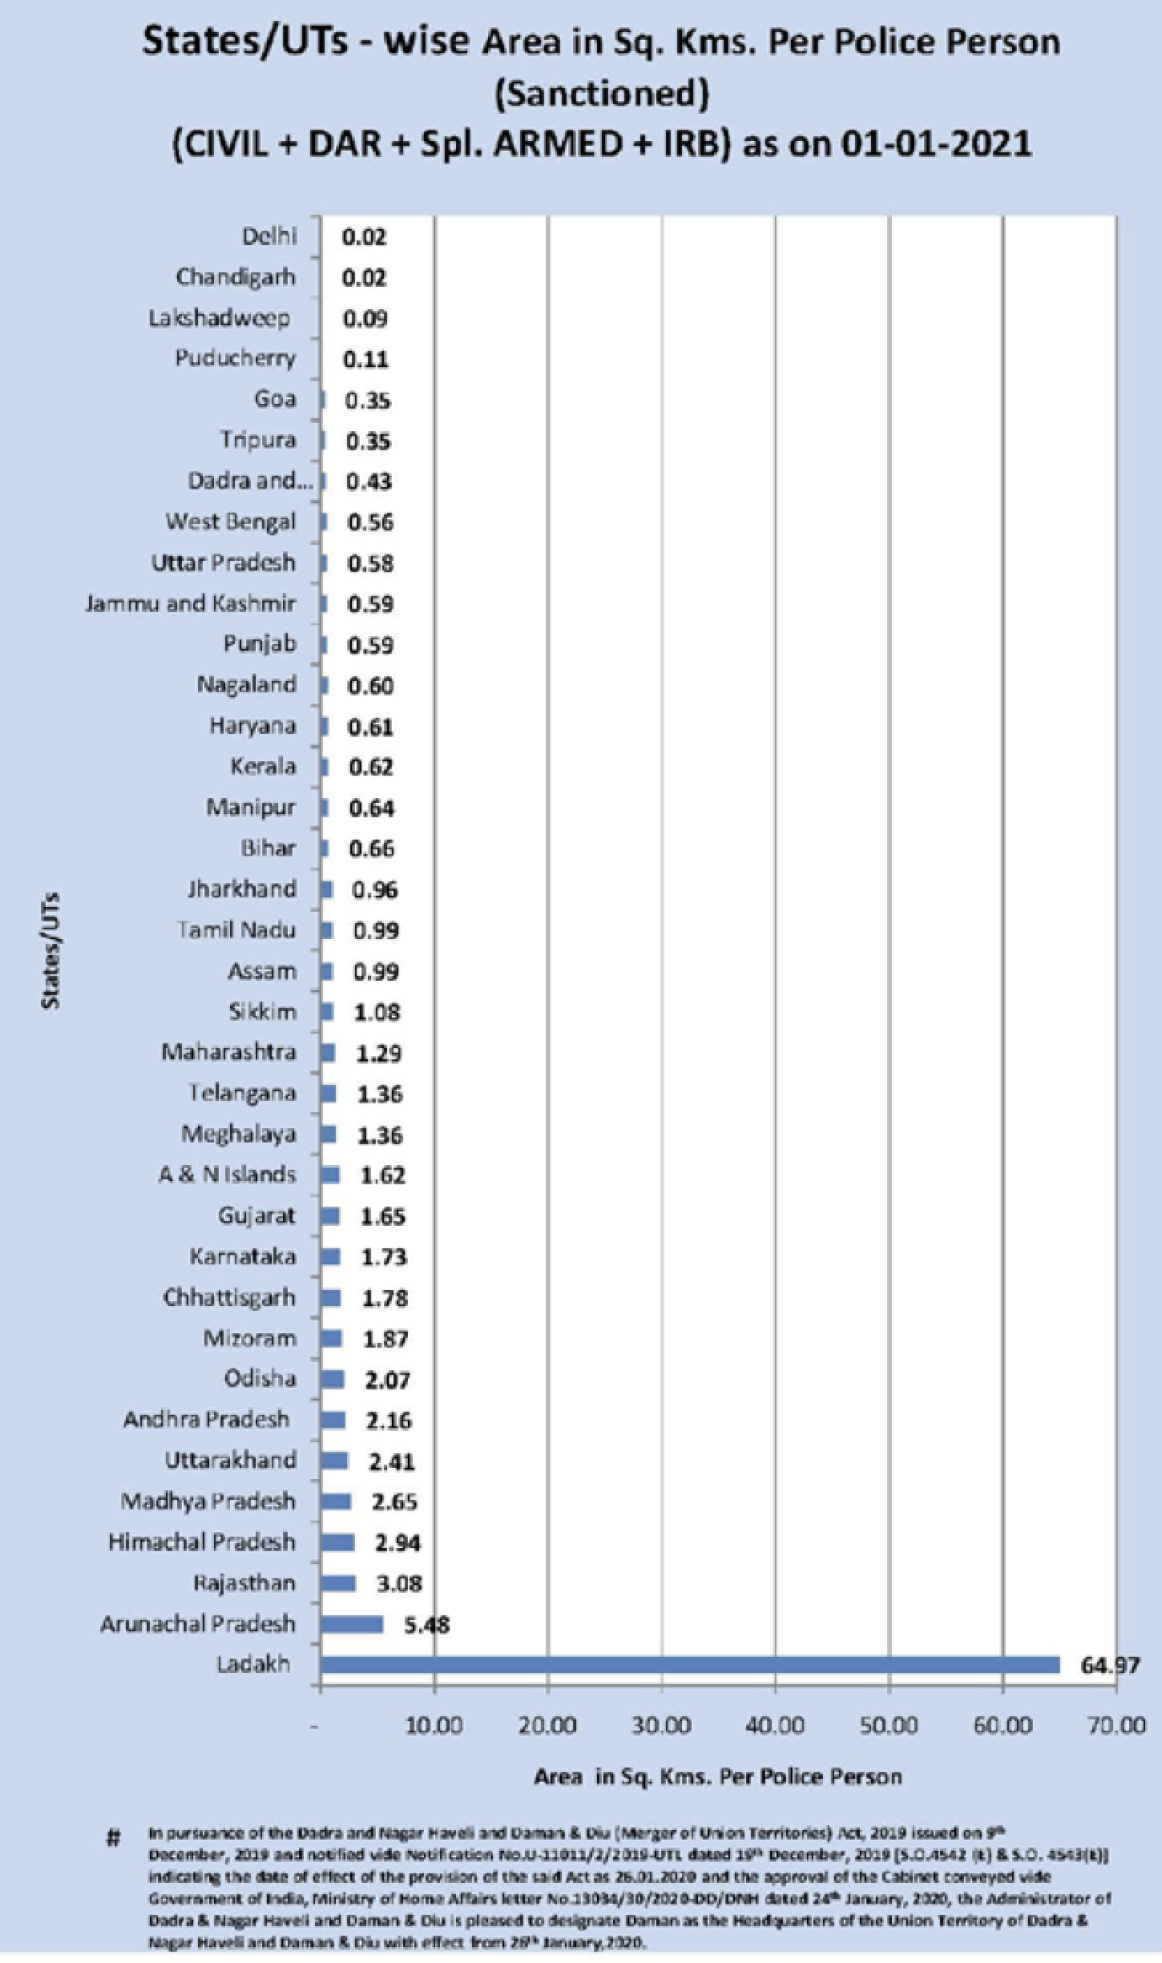 States/UTs - wise Area in Sq. Kms. Per Police Person
(Sanctioned)
(CIVIL + DAR + Spl. ARMED + IRB) as on 01-01-2021
States/UTs
Delhi 0.02
Chandigarh 0.02
Lakshadweep 0.09
Puducherry 0.11
Goa 0.35
Tripura 0.35
Dadra and... 0.43
West Bengal 0.56
Uttar Pradesh 0.58
Jammu and Kashmir 0.59
Punjab 0.59
Nagaland 0.60
Haryana 0.61
Kerala 0.62
Manipur 0.64
Bihar 0.66
Jharkhand 0.96
Tamil Nadu 0.99
Assam 0.99
Sikkim 1.08
Maharashtra 1.29
Telangana 1.36
Meghalaya 1.36
A & N Islands 1.62
Gujarat 1.65
Karnataka 1.73
Chhattisgarh 1.78
Mizoram 1.87
Odisha 2.07
Andhra Pradesh 2.16
Uttarakhand 2.41
Madhya Pradesh 2.65
Himachal Pradesh 2.94
Rajasthan 3.08
Arunachal Pradesh 5.48
Ladakh 64.97
- 10.00 20.00 30.00 40.00 50.00 60.00 70.00
Area in Sq. Kms. Per Police Person
# In pursuance of the Dadra and Nagar Haveli and Daman & Diu (Merger of Union Territories) Act, 2019 issued on 9th
December, 2019 and notified vide Notification No.U-11011/2/2019-UTL dated 19th December, 2019 [S.O.4542 (E) & S.O. 4543(E)]
indicating the date of effect of the provision of the said Act as 26.01.2020 and the approval of the Cabinet conveyed vide
Government of India, Ministry of Home Affairs letter No.13034/30/2020-DD/DNH dated 24th January, 2020, the Administrator of
Dadra & Nagar Haveli and Daman & Diu is pleased to designate Daman as the Headquarters of the Union Territory of Dadra &
Nagar Haveli and Daman & Diu with effect from 26th January,2020.